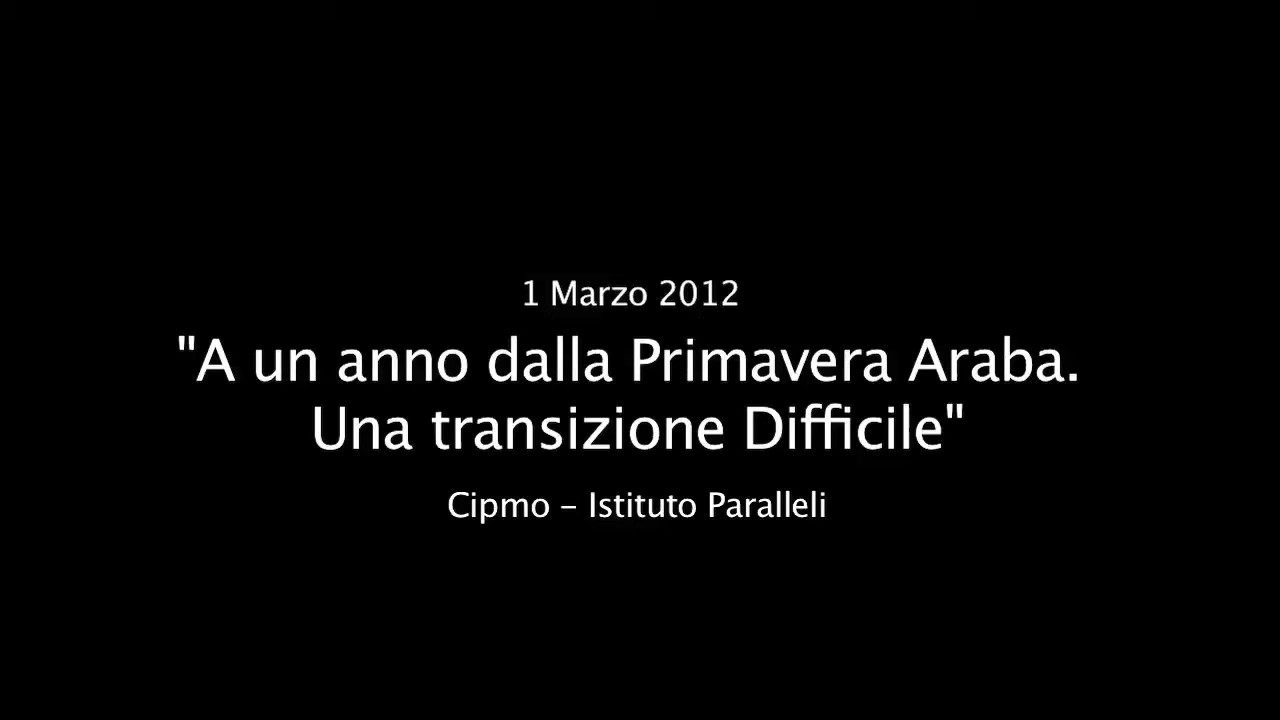 1 Marzo 2012
"A un anno dalla Primavera Araba.
Una transizione Difficile"
Cipmo – Istituto Paralleli